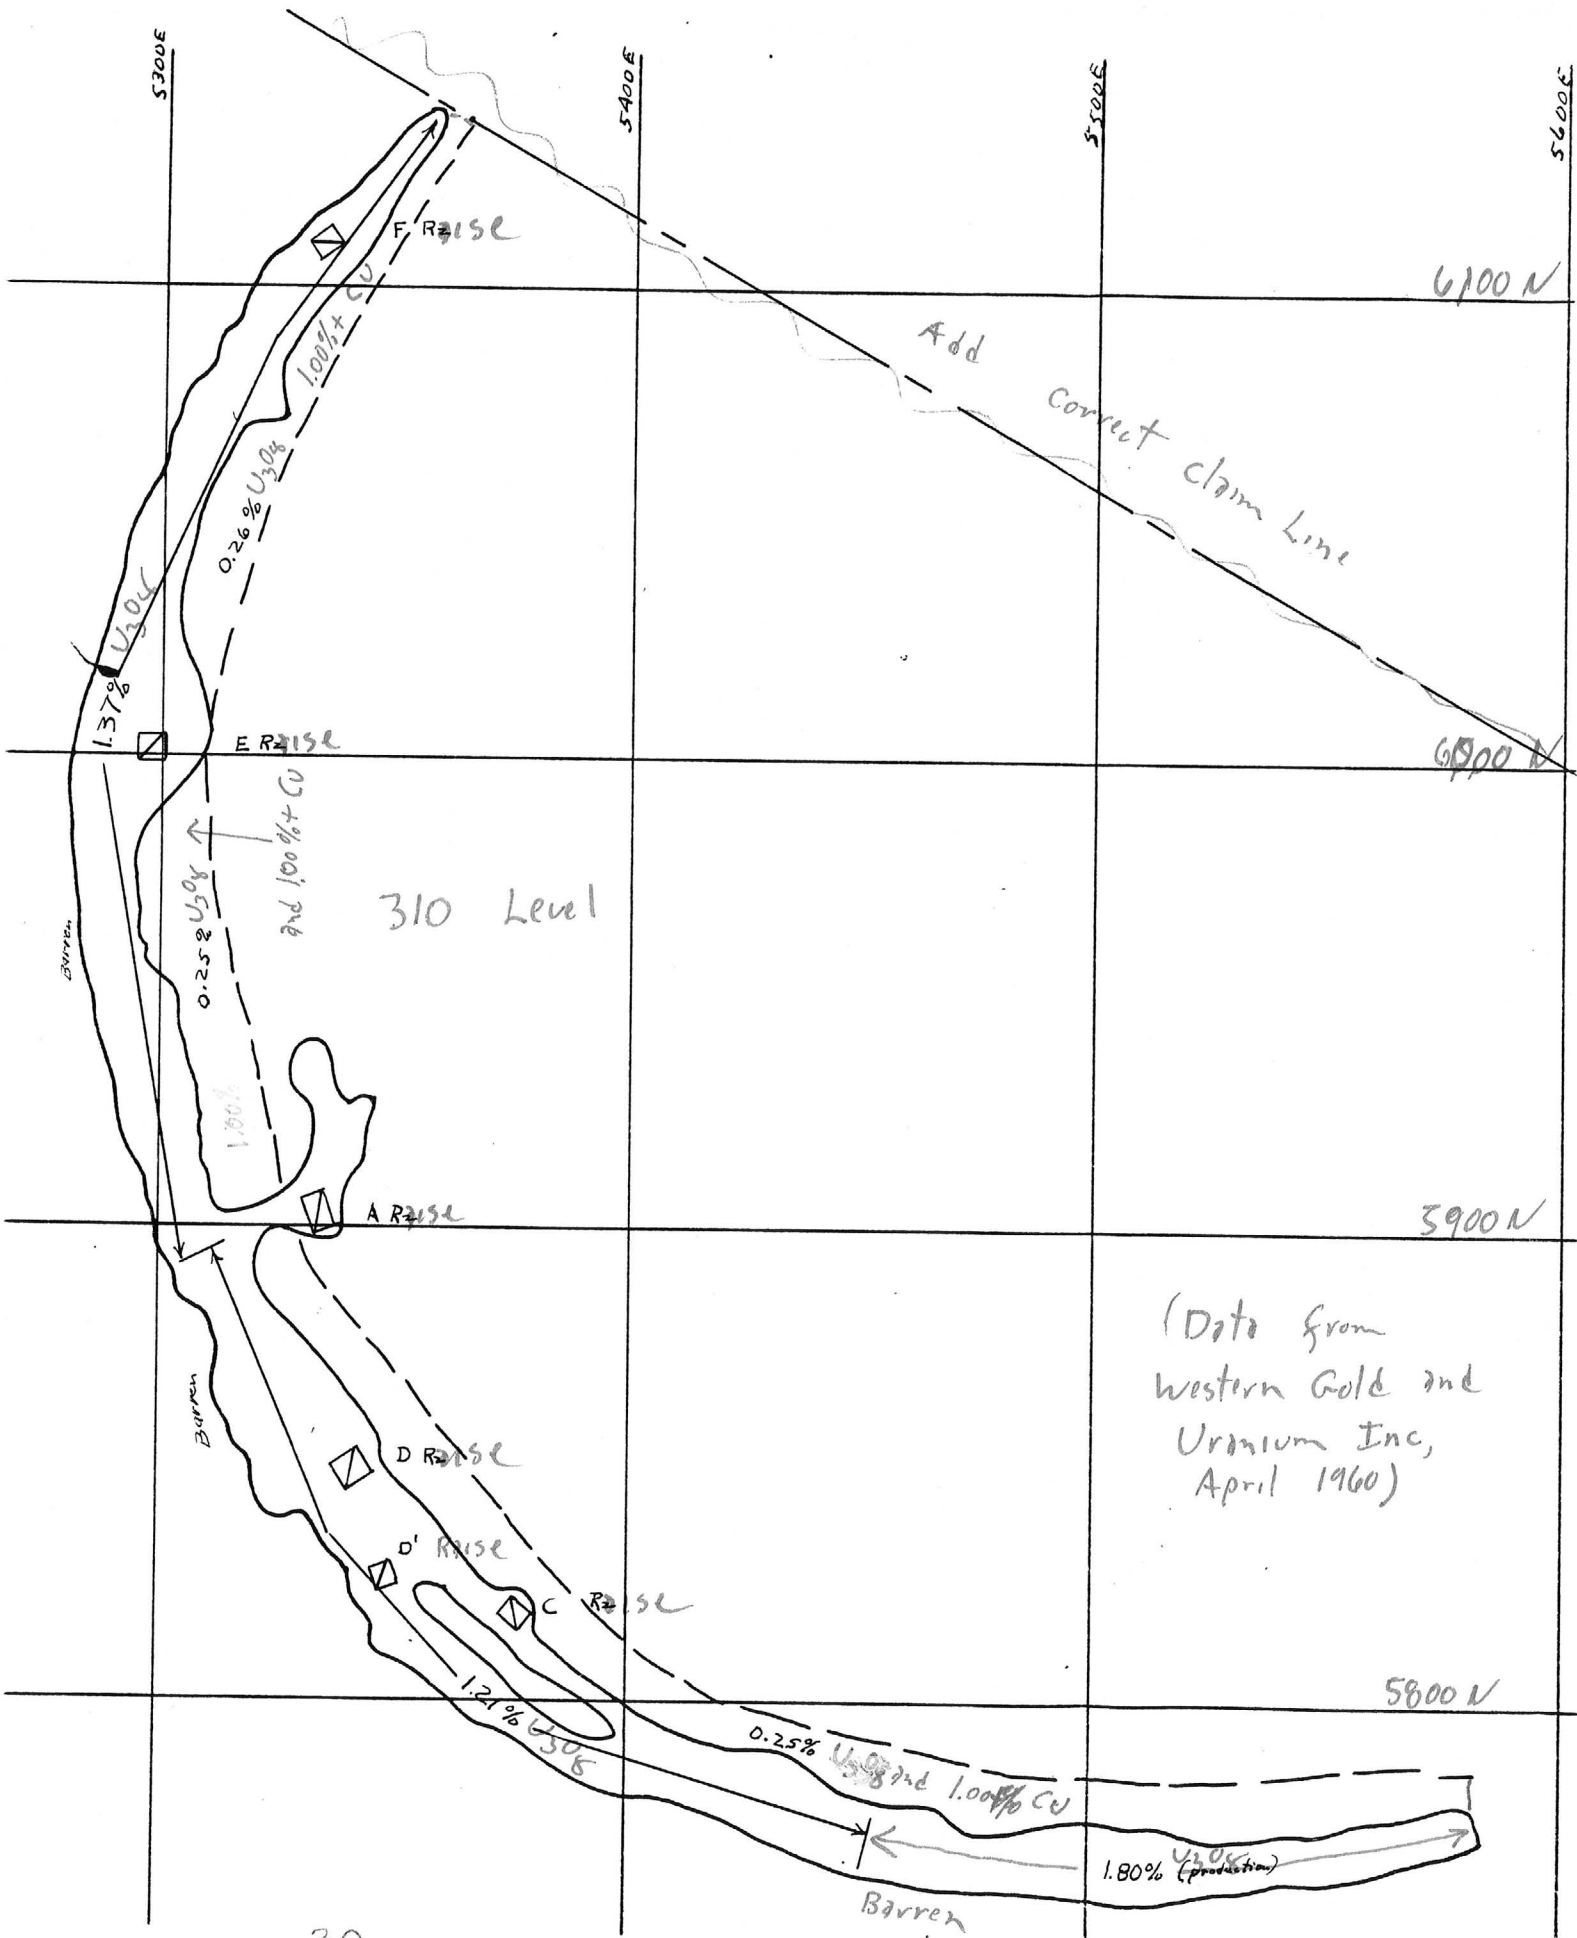 5300E
5400E
5500E
5600E
F Raise
6100 N
1.00%+ CU
Add
Correct Claim Line
0.26% U3O8
1.37% U3O8
E Raise
6000 N
and 1.00%+ CU
0.25% U3O8
310 Level
Barren
1.00%
A Raise
5900 N
(Data from
Western Gold and
Uranium Inc,
April 1960)
Barren
D Raise
D' Raise
C Raise
5800 N
1.21% U3O8
0.25% U3O8 and 1.00% CU
U3O8
1.80% (production)
Barren